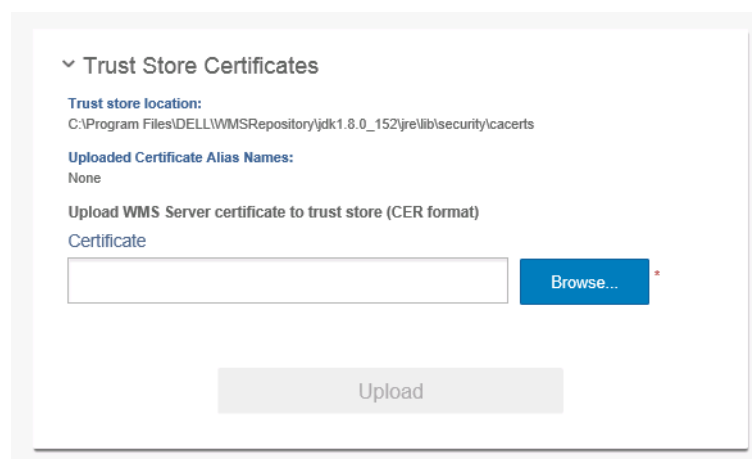 Trust Store Certificates
Trust store location:
C:\Program Files\DELL\WMSRepository\jdk1.8.0_152\jre\lib\security\cacerts
Uploaded Certificate Alias Names:
None
Upload WMS Server certificate to trust store (CER format)
Certificate
Browse... *
Upload